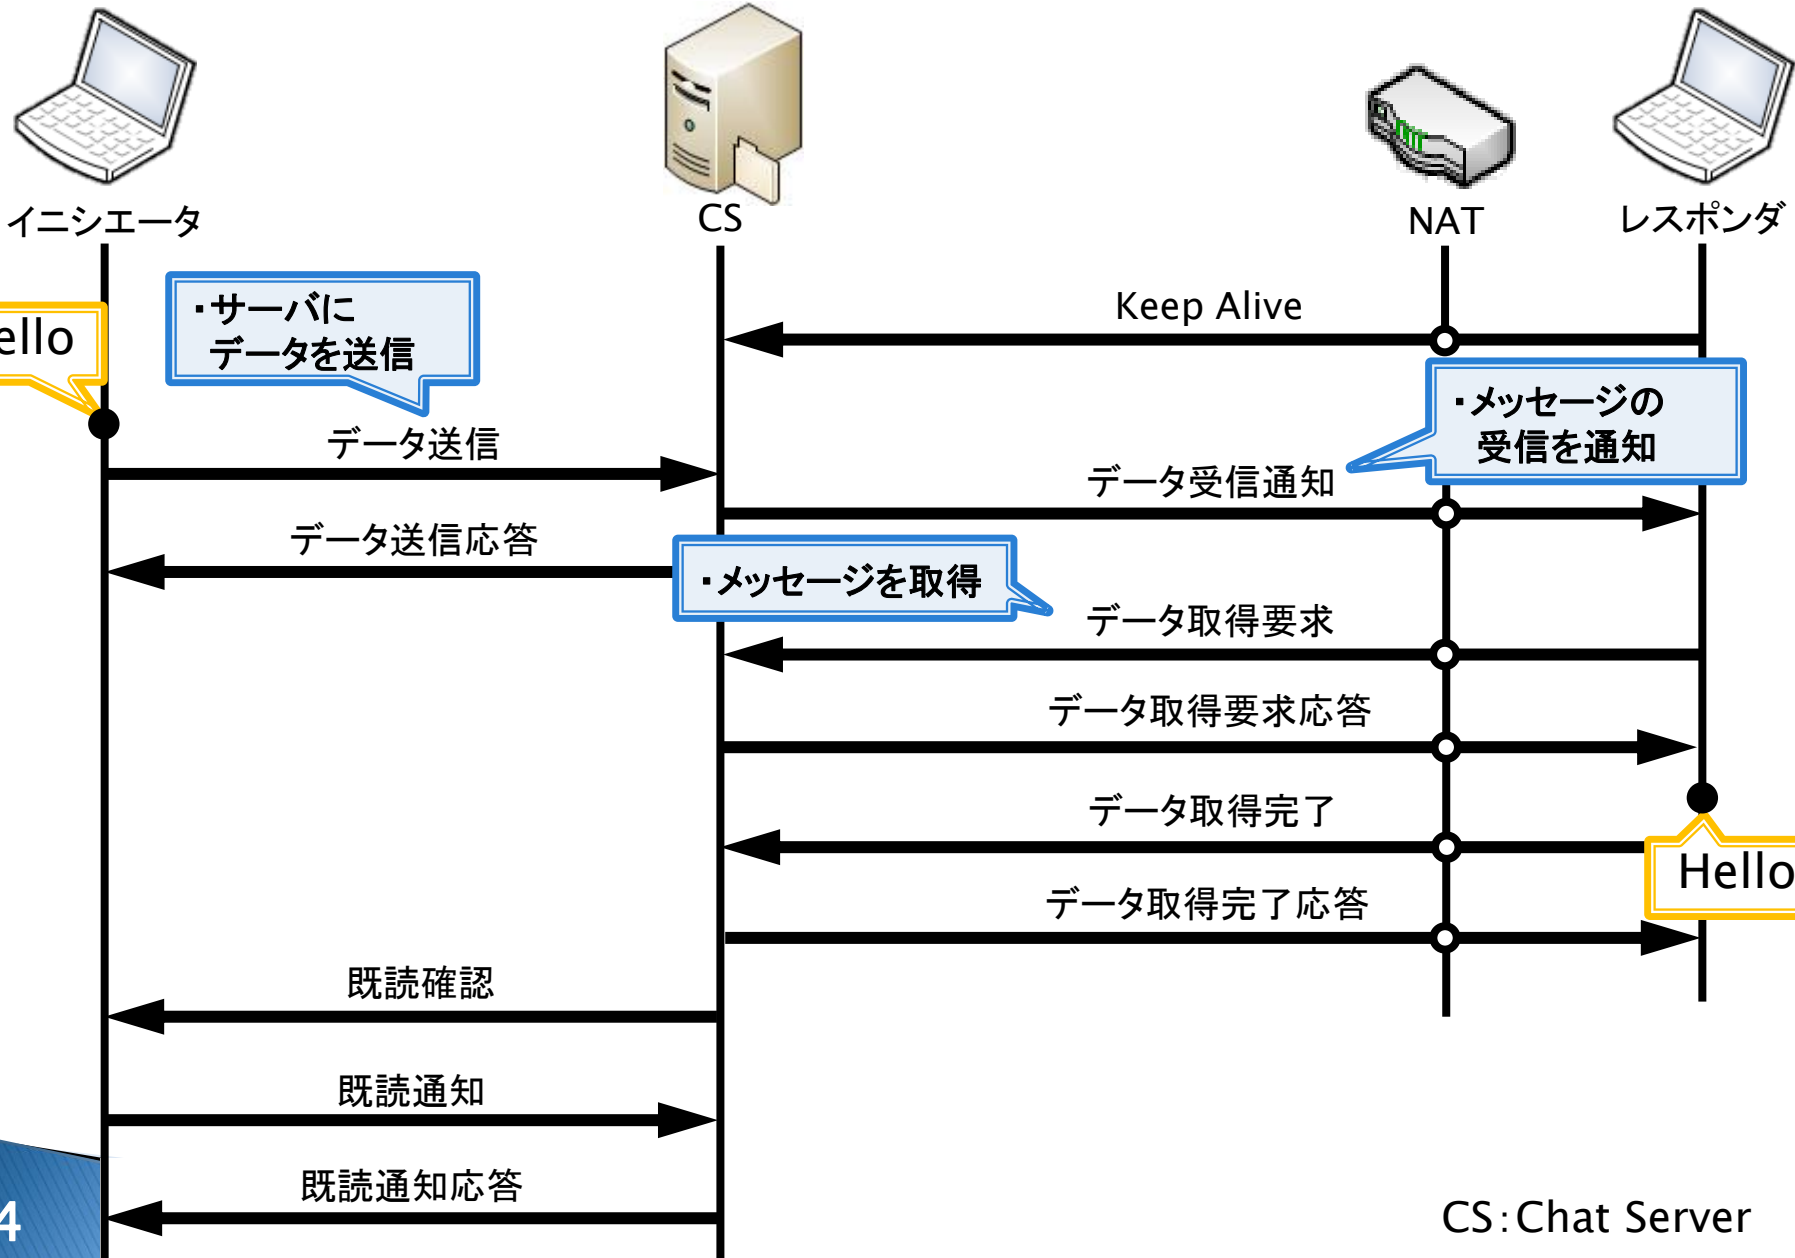 イニシエータ
CS
NAT
レスポンダ
ello
・サーバに
データを送信
Keep Alive
・メッセージの
受信を通知
データ送信
データ受信通知
データ送信応答
・メッセージを取得
データ取得要求
データ取得要求応答
データ取得完了
Hello
データ取得完了応答
既読確認
既読通知
既読通知応答
4
CS:Chat Server